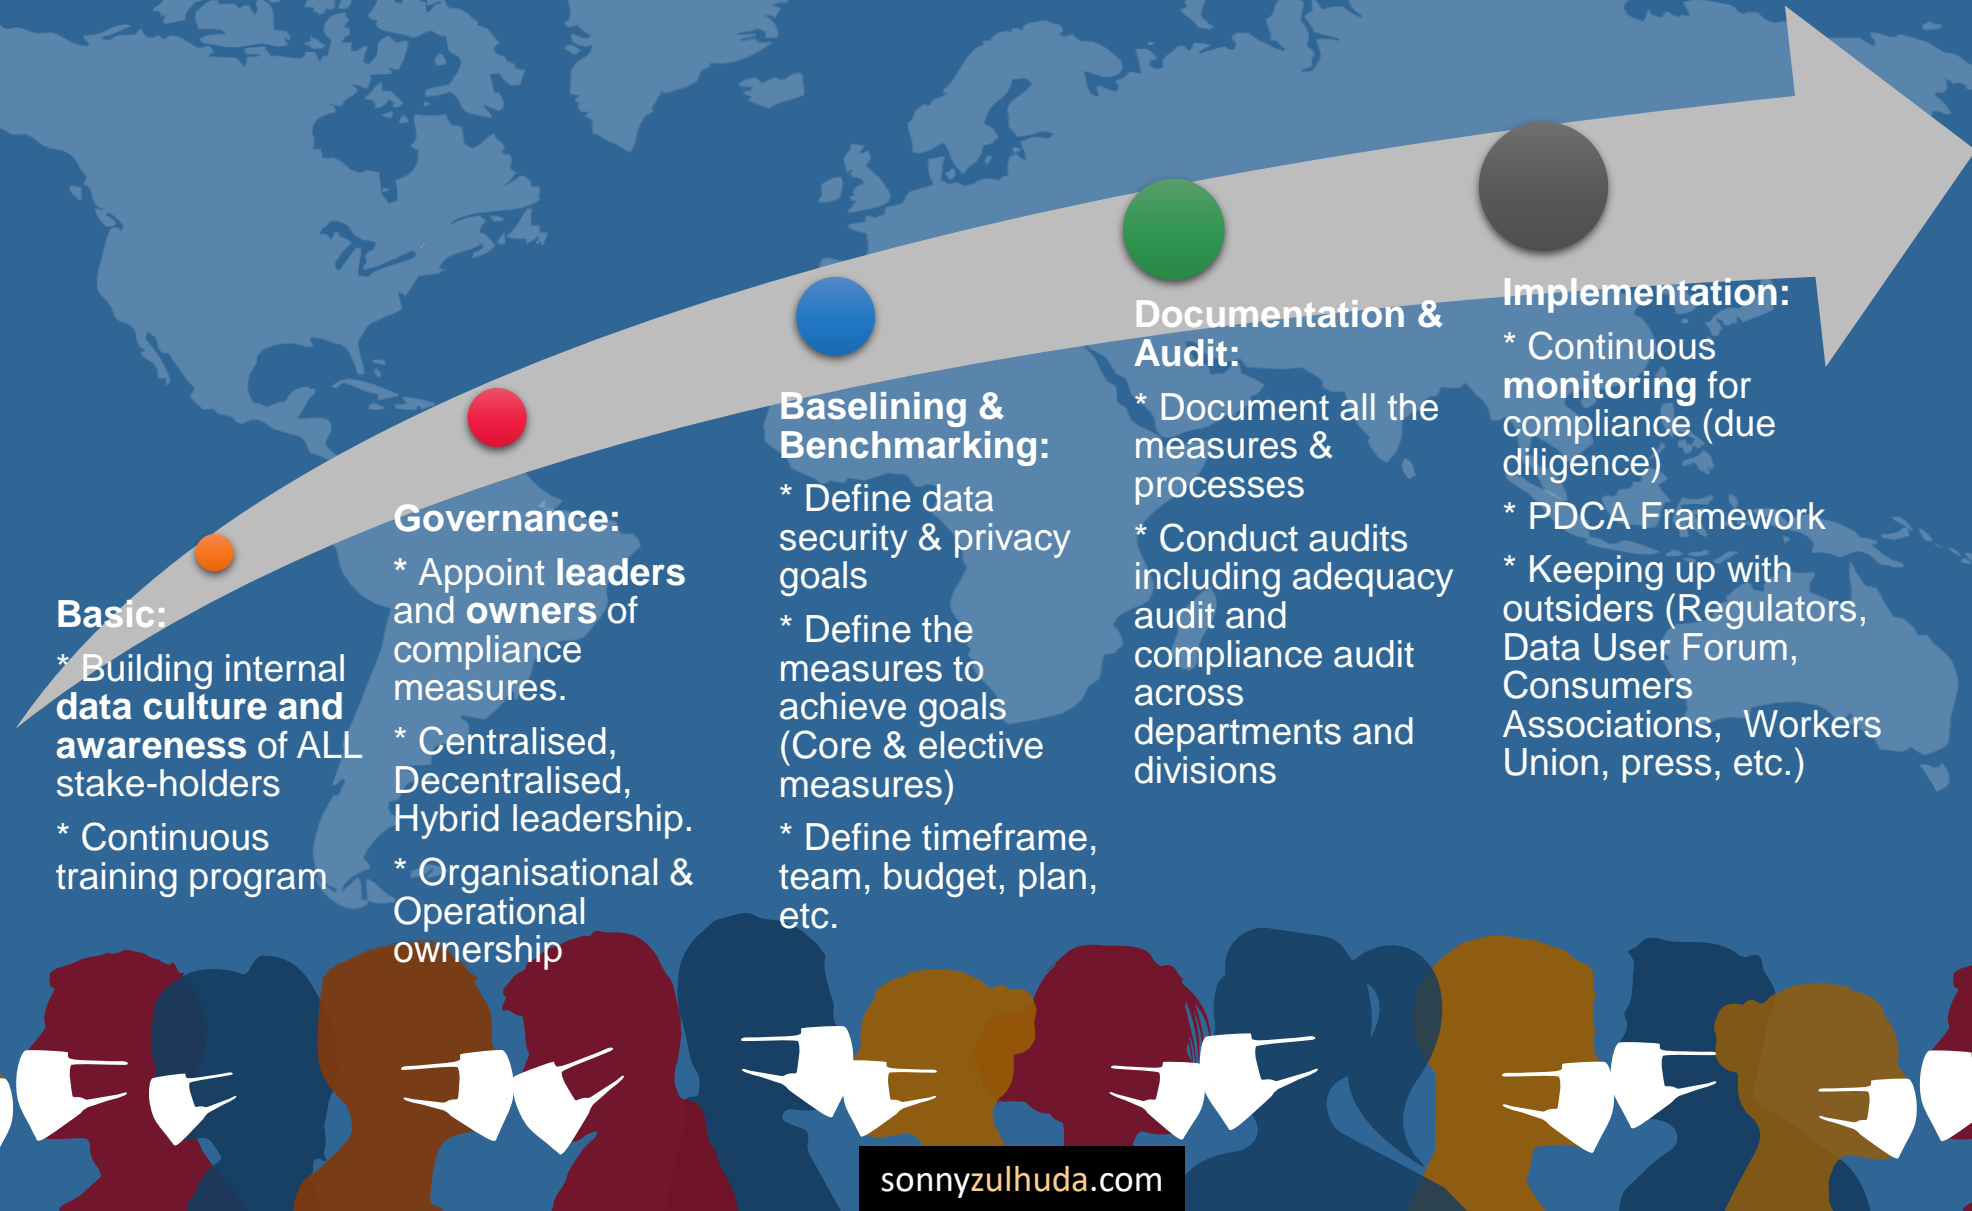 Basic:
* Building internal
data culture and
awareness of ALL
stake-holders
* Continuous
training program
Governance:
* Appoint leaders
and owners of
compliance
measures.
* Centralised,
Decentralised,
Hybrid leadership.
* Organisational &
Operational
ownership
Baselining &
Benchmarking:
* Define data
security & privacy
goals
* Define the
measures to
achieve goals
(Core & elective
measures)
* Define timeframe,
team, budget, plan,
etc.
Documentation &
Audit:
* Document all the
measures &
processes
* Conduct audits
including adequacy
audit and
compliance audit
across
departments and
divisions
Implementation:
* Continuous
monitoring for
compliance (due
diligence)
* PDCA Framework
* Keeping up with
outsiders (Regulators,
Data User Forum,
Consumers
Associations, Workers
Union, press, etc.)
sonnyzulhuda.com